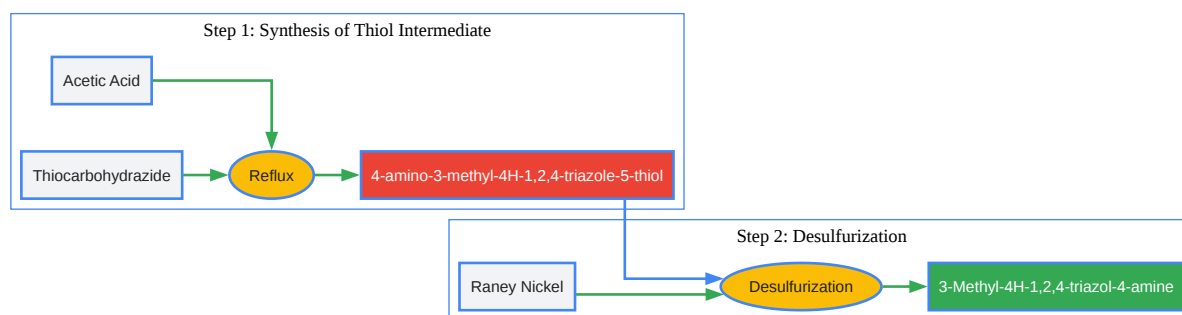 Step 1: Synthesis of Thiol Intermediate
Acetic Acid
Thiocarbohydrazide
Reflux
4-amino-3-methyl-4H-1,2,4-triazole-5-thiol
Step 2: Desulfurization
Raney Nickel
Desulfurization
3-Methyl-4H-1,2,4-triazol-4-amine